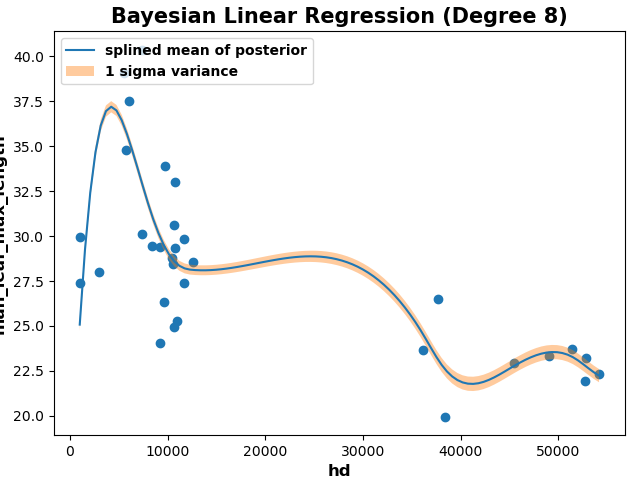 Bayesian Linear Regression (Degree 8)
splined mean of posterior
1 sigma variance
40.0
37.5
35.0
32.5
30.0
27.5
25.0
22.5
20.0
0 10000 20000 30000 40000 50000
hd